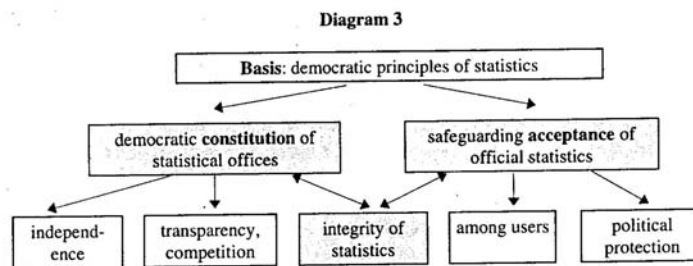 Diagram 3
Basis: democratic principles of statistics
democratic constitution of
statistical offices
safeguarding acceptance of
official statistics
independ-
ence
transparency,
competition
integrity of
statistics
among users
political
protection